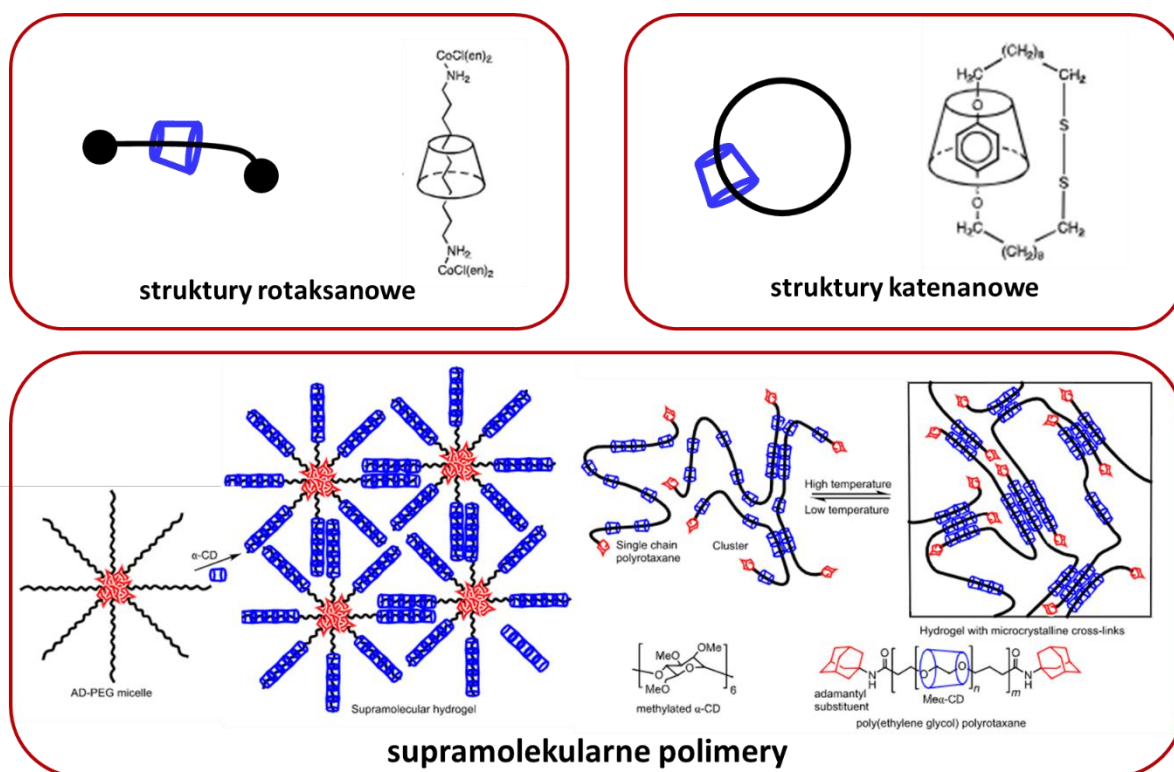 CoCl(en)2
NH2
NH2
CoCl(en)2
struktury rotaksanowe
(CH2)8
H2C
CH2
O
S
S
O
H2C
CH2
(CH2)8
struktury katenanowe
α-CD
AD-PEG micelle
Supramolecular hydrogel
High temperature
Low temperature
Single chain
polyrotaxane
Cluster
Hydrogel with microcrystalline cross-links
MeO
OMe
O
O
MeO
6
methylated α-CD
O
N
H
O
O
n
m
O
N
H
adamantyl
substituent
Meα-CD
poly(ethylene glycol) polyrotaxane
supramolekularne polimery